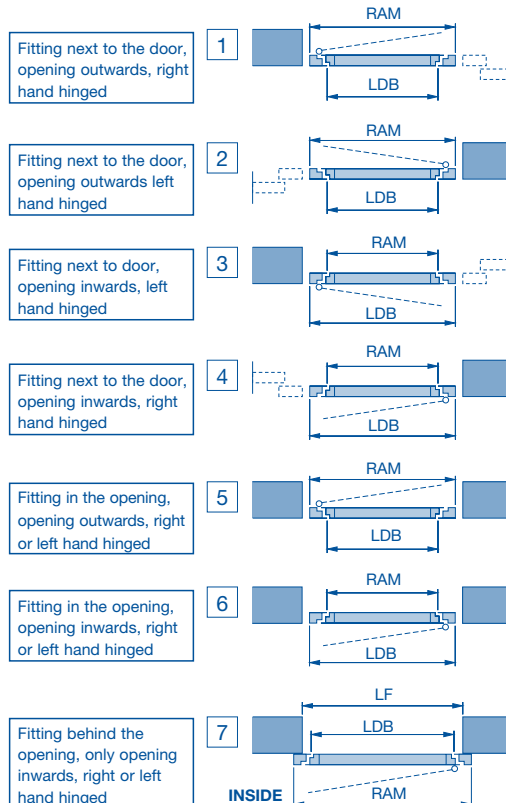 RAM
Fitting next to the door,
opening outwards, right
hand hinged
1
LDB
RAM
Fitting next to the door,
opening outwards left
hand hinged
2
LDB
RAM
Fitting next to door,
opening inwards, left
hand hinged
3
LDB
RAM
Fitting next to the door,
opening inwards, right
hand hinged
4
LDB
RAM
Fitting in the opening,
opening outwards, right
or left hand hinged
5
LDB
RAM
Fitting in the opening,
opening inwards, right
or left hand hinged
6
LDB
LF
Fitting behind the
opening, only opening
inwards, right or left
hand hinged
7
LDB
INSIDE
RAM